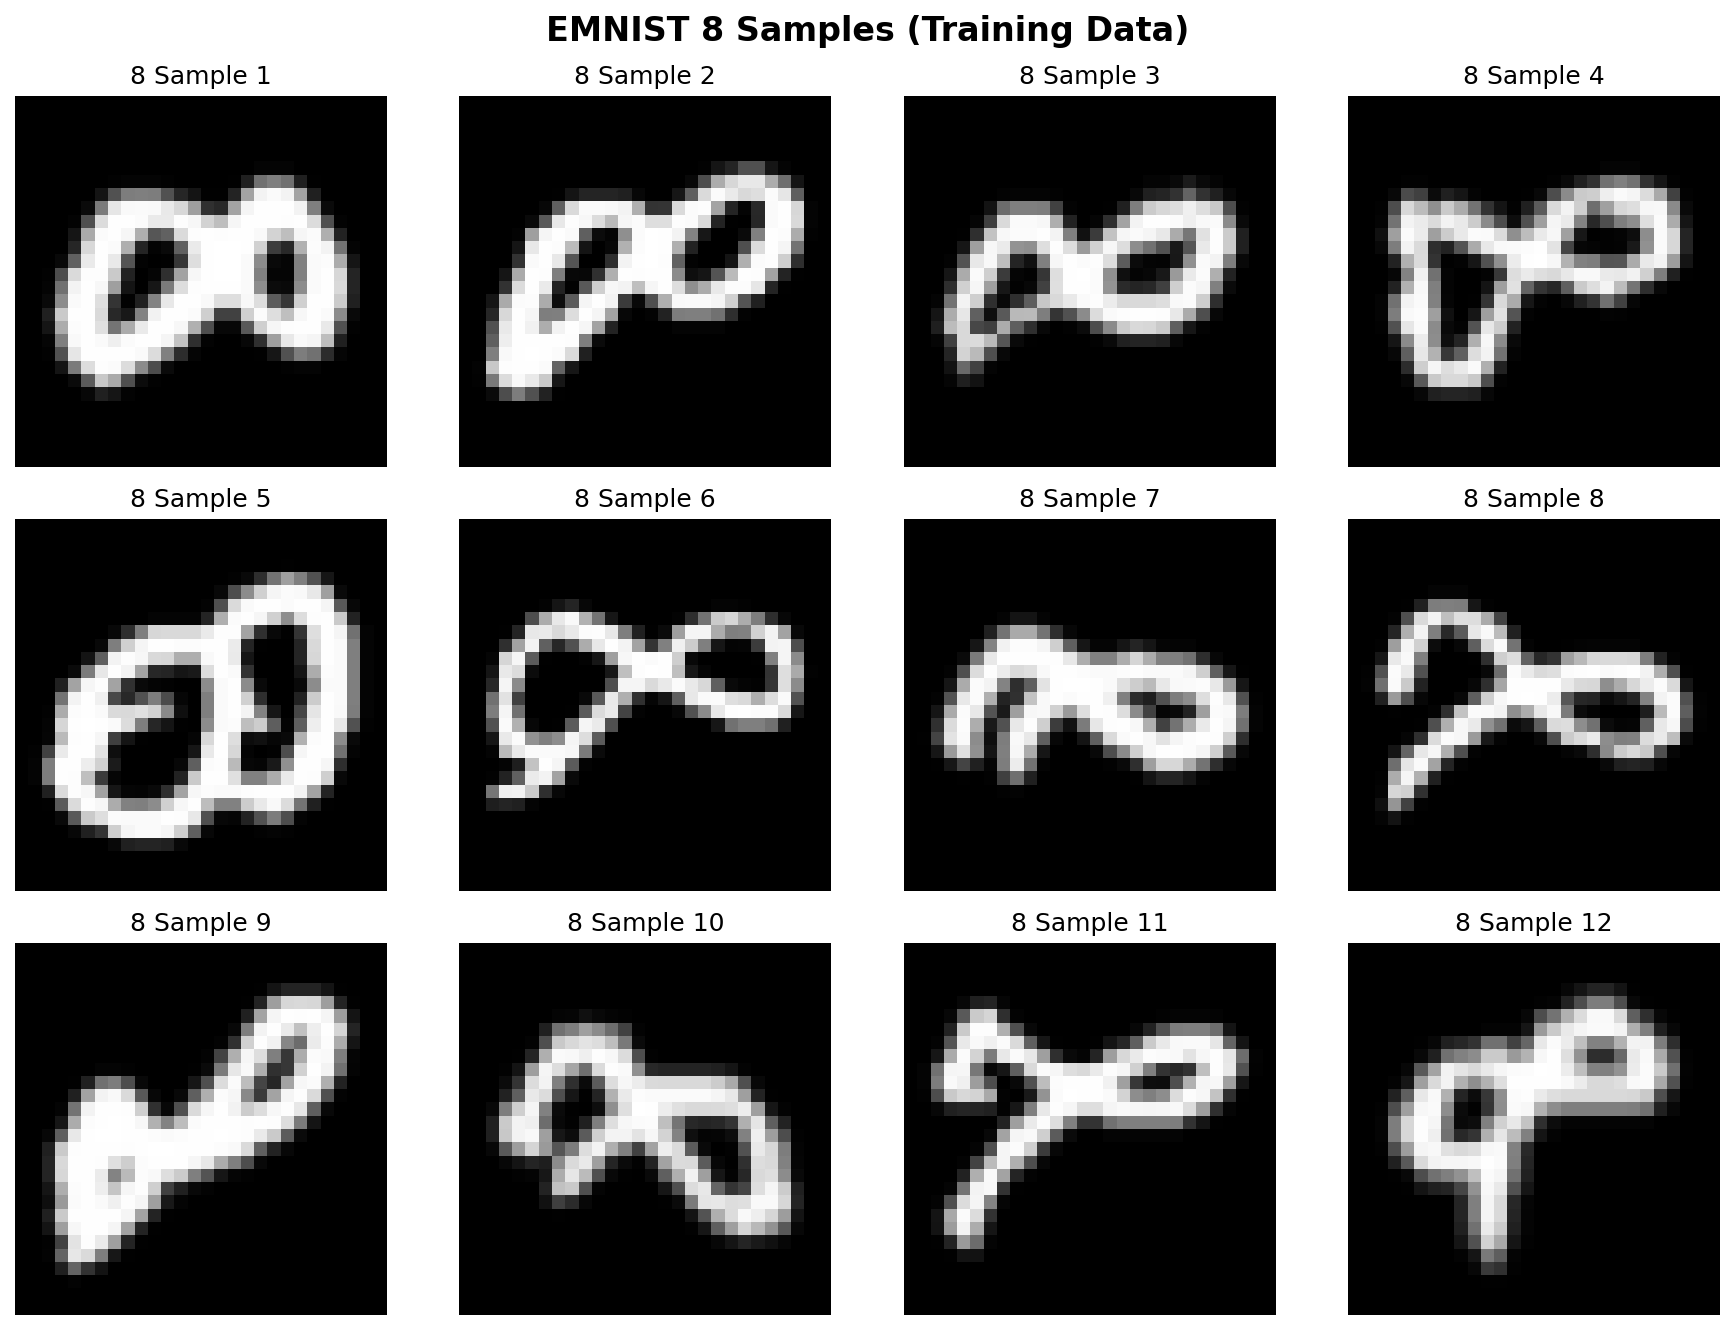 EMNIST 8 Samples (Training Data)
8 Sample 1
8 Sample 2
8 Sample 3
8 Sample 4
8 Sample 5
8 Sample 6
8 Sample 7
8 Sample 8
8 Sample 9
8 Sample 10
8 Sample 11
8 Sample 12